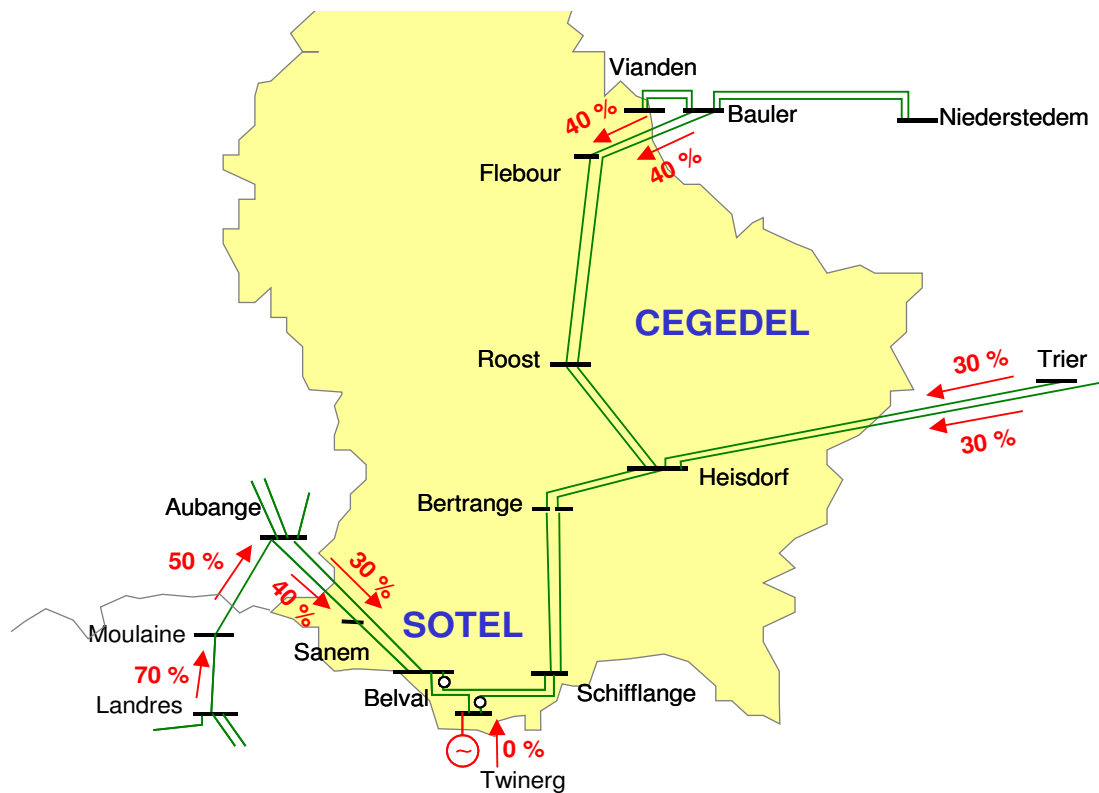 Vianden
40 %
Bauler
Niederstedem
Flebour
40 %
CEGEDEL
Roost
30 %
Trier
30 %
Heisdorf
Bertrange
Aubange
50 %
30 %
40 %
SOTEL
Moulaine
Sanem
70 %
Belval
Schifflange
Landres
~
0 %
Twinerg